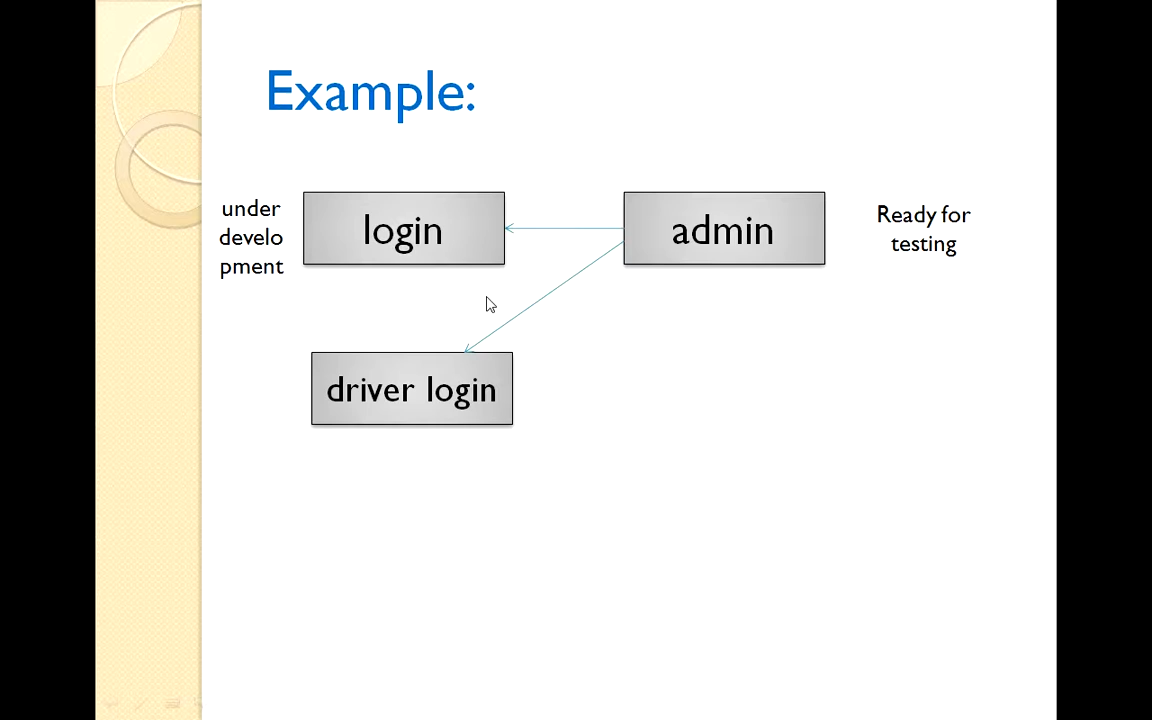 Example:
under
develo
pment
login
admin
Ready for
testing
driver login